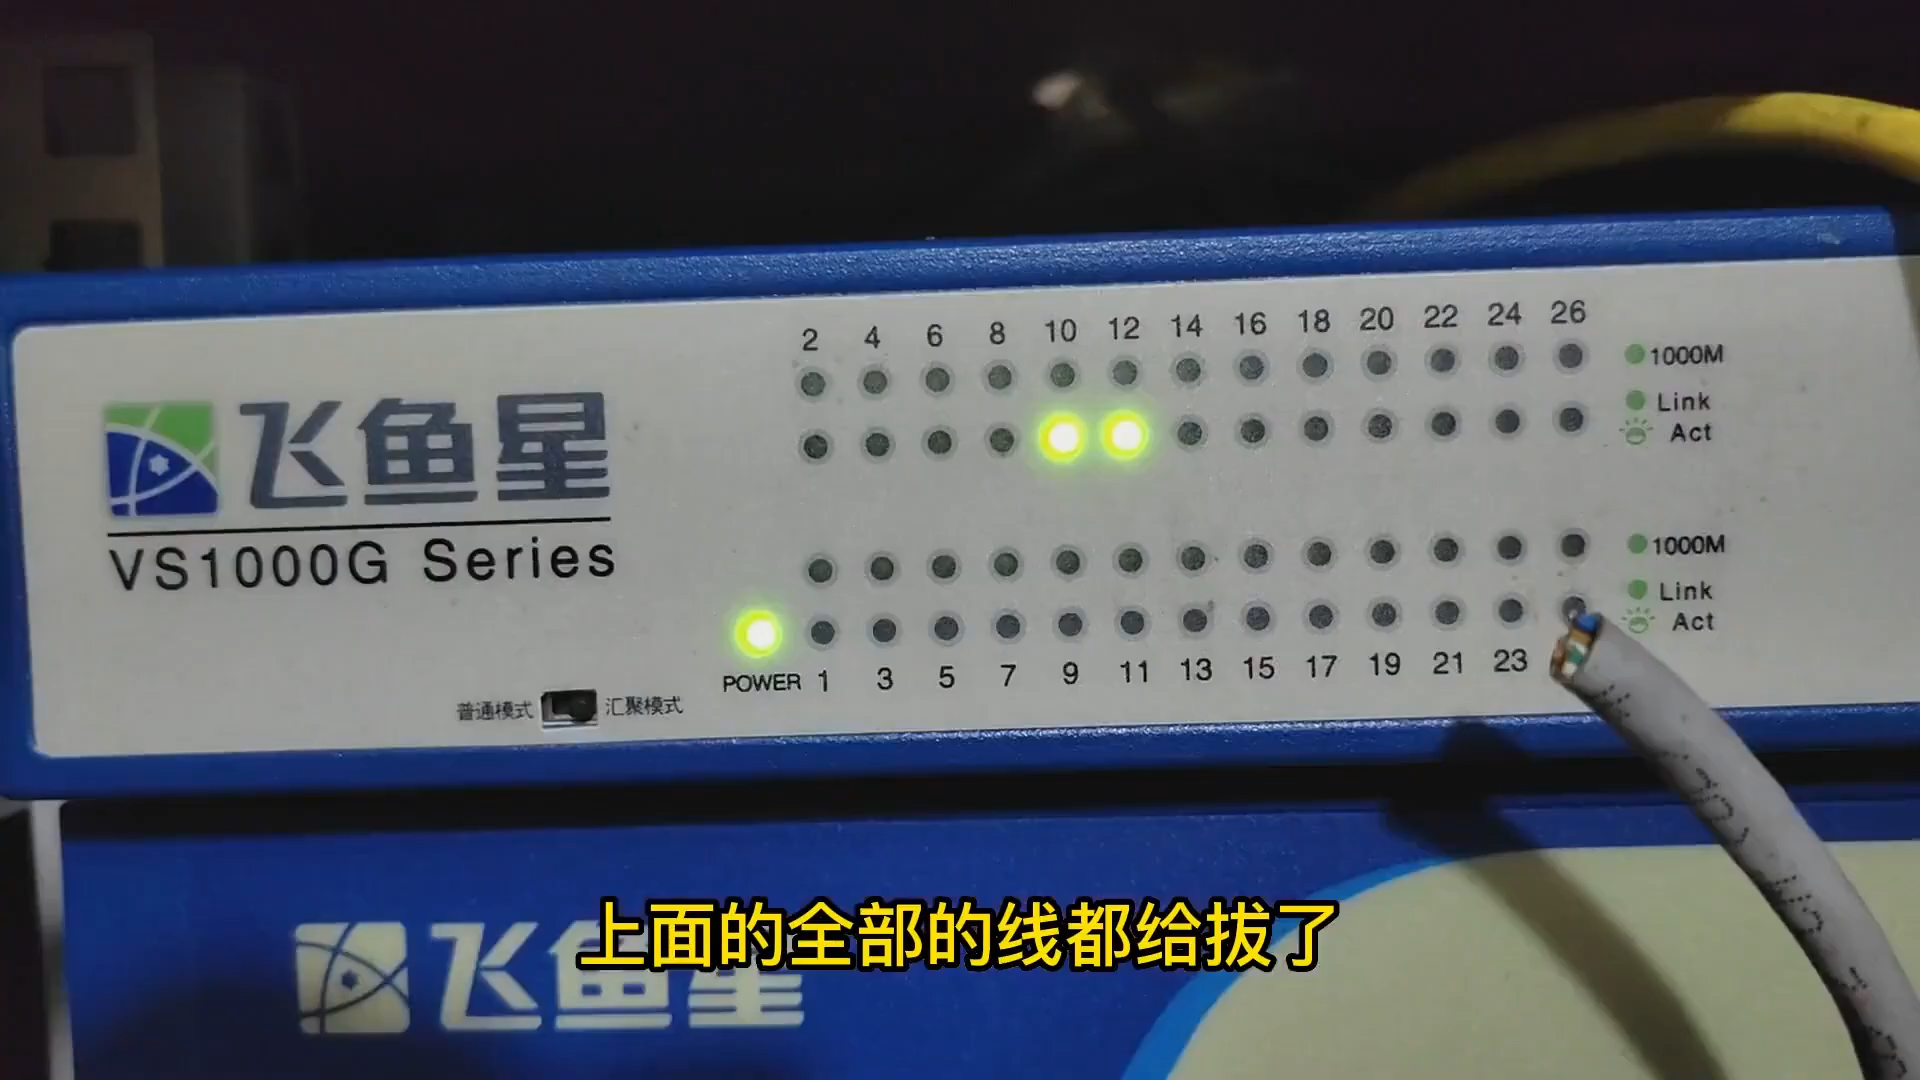 2 4 6 8 10 12 14 16 18 20 22 24 26
1000M
Link
Act
飞鱼星
VS1000G Series
1000M
Link
Act
POWER 1 3 5 7 9 11 13 15 17 19 21 23
普通模式 汇聚模式
上面的全部的线都给拔了
飞鱼星